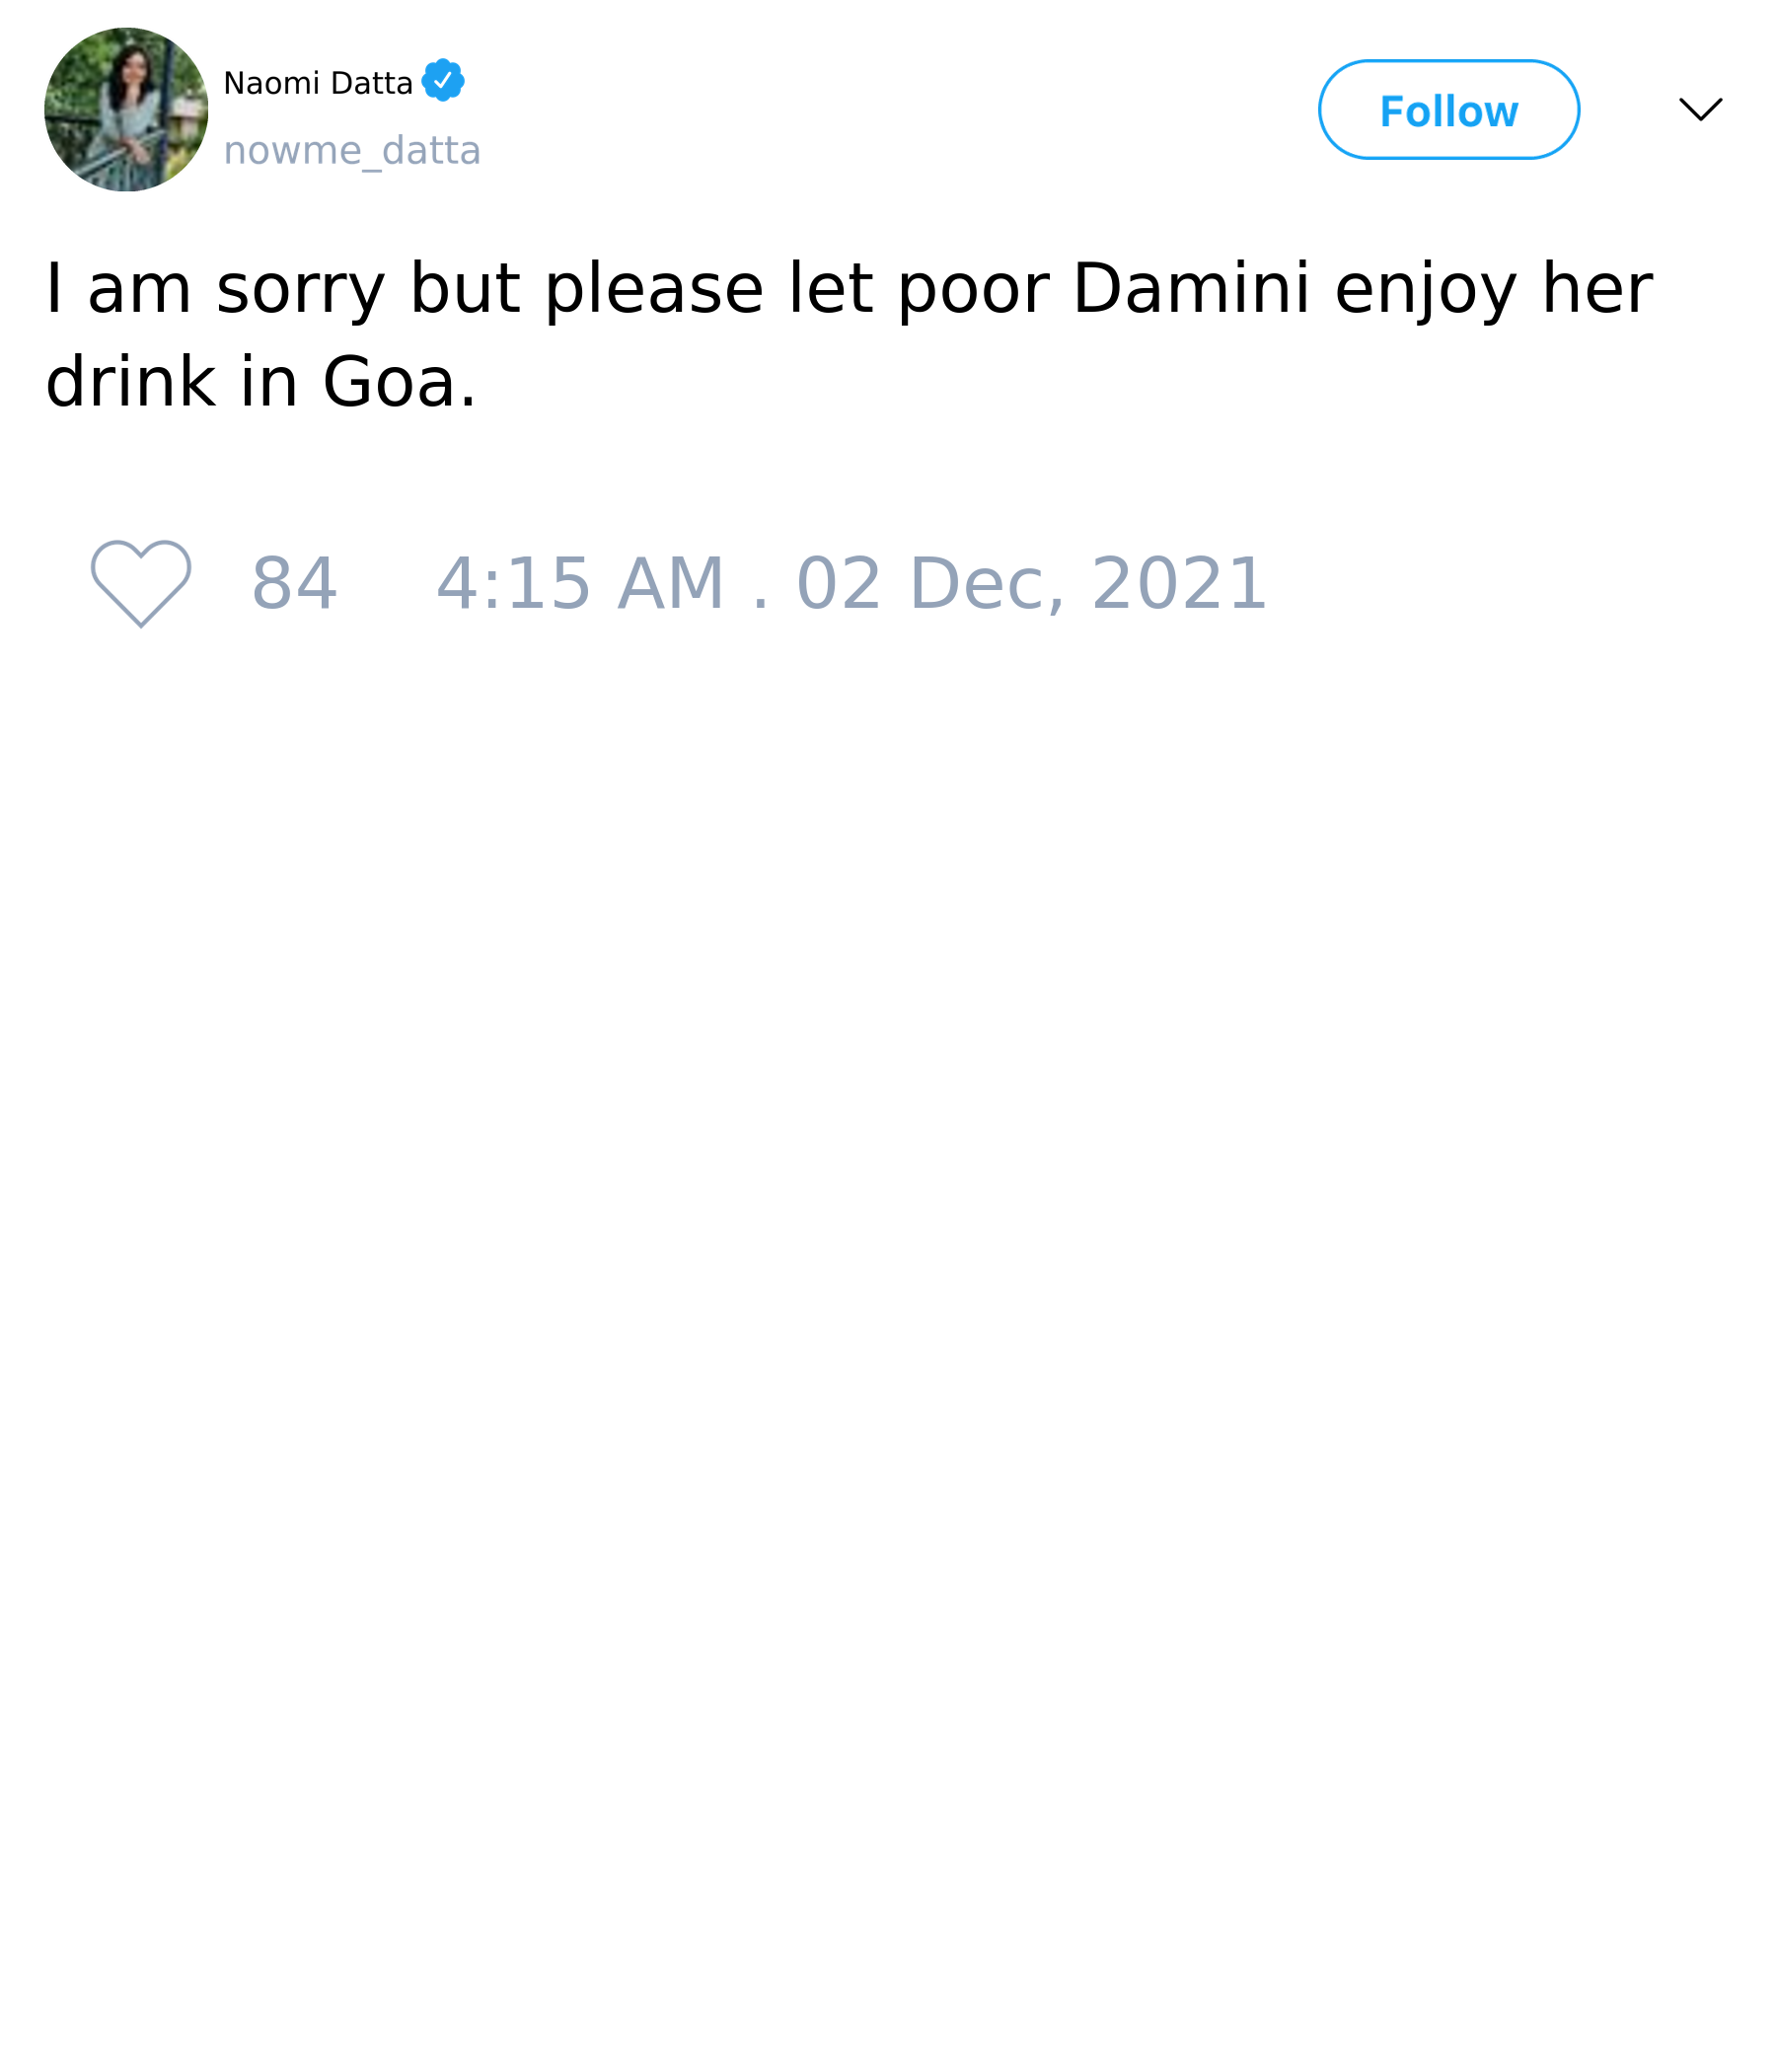 Naomi Datta
nowme_datta
Follow
I am sorry but please let poor Damini enjoy her
drink in Goa.
84 4:15 AM . 02 Dec, 2021